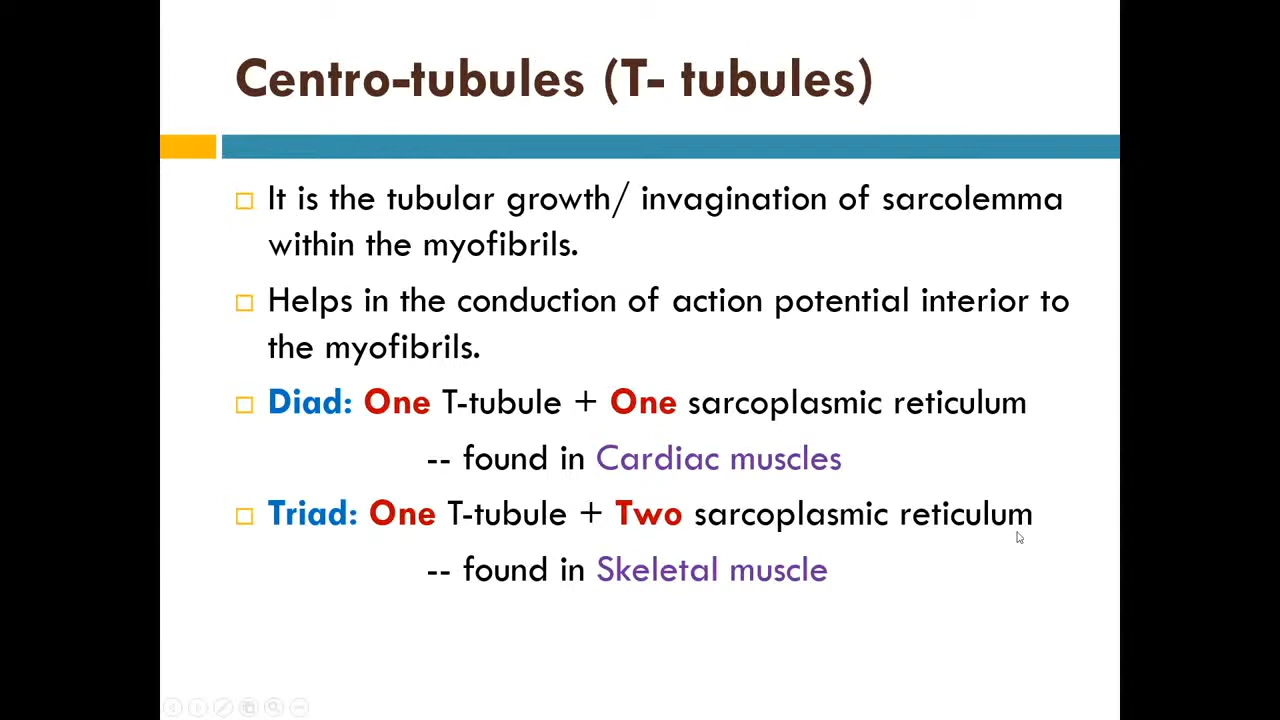 Centro-tubules (T- tubules)
It is the tubular growth/ invagination of sarcolemma
within the myofibrils.
Helps in the conduction of action potential interior to
the myofibrils.
Diad: One T-tubule + One sarcoplasmic reticulum
-- found in Cardiac muscles
Triad: One T-tubule + Two sarcoplasmic reticulum
-- found in Skeletal muscle